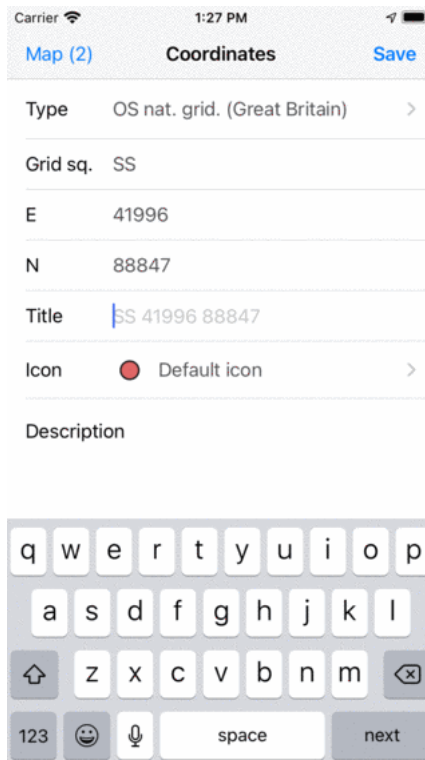 Carrier 1:27 PM
Map (2) Coordinates Save
Type OS nat. grid. (Great Britain)
Grid sq. SS
E 41996
N 88847
Title SS 41996 88847
Icon Default icon
Description
q w e r t y u i o p
a s d f g h j k l
z x c v b n m
123 space next